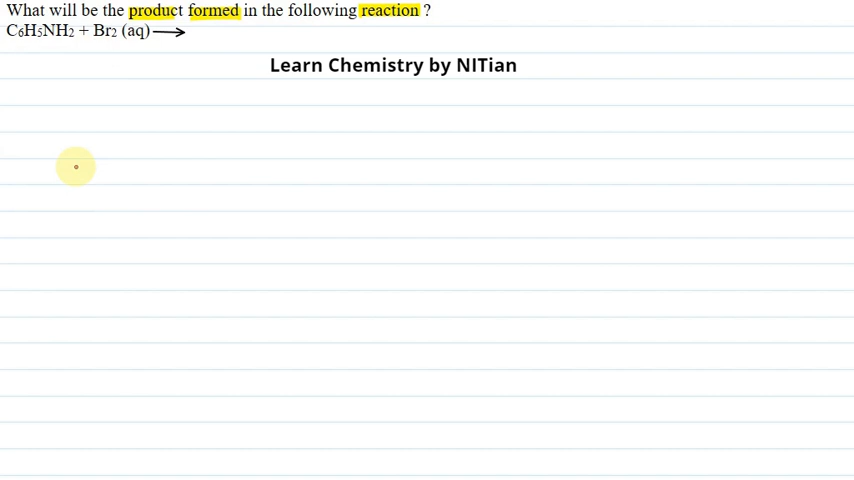 What will be the product formed in the following reaction ?
C₆H₅NH₂ + Br₂ (aq) ⟶
Learn Chemistry by NITian